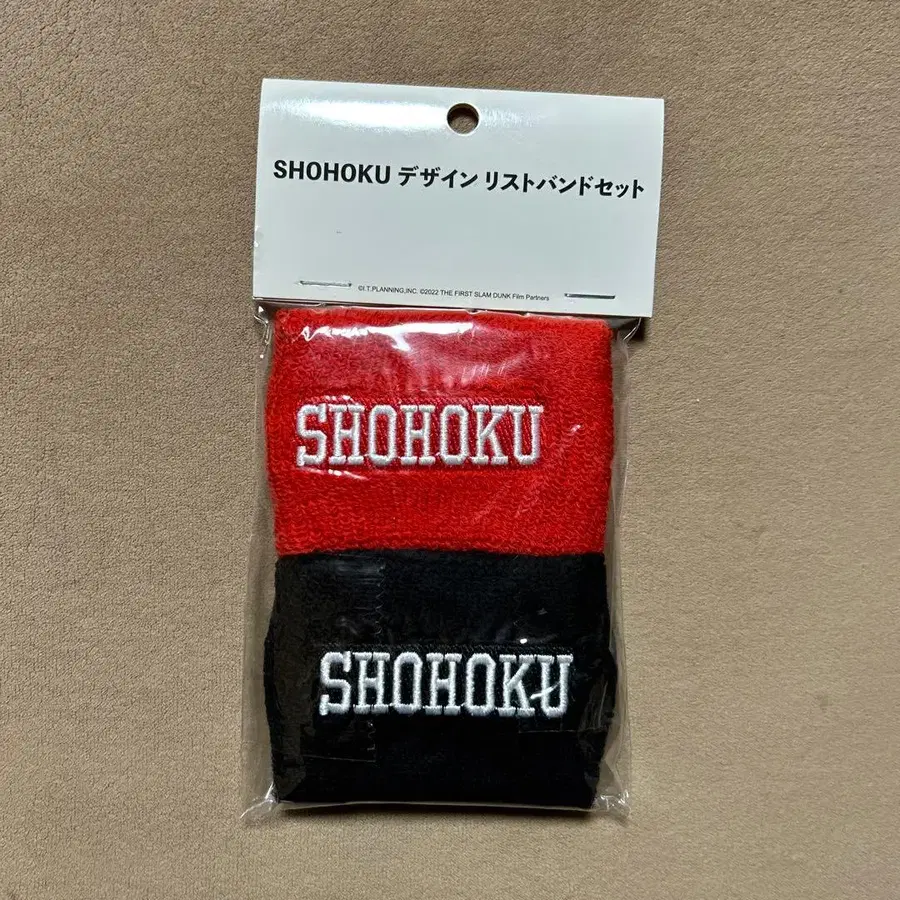 SHOHOKU デザイン リストバンドセット
©I.T.PLANNING,INC. ©2022 THE FIRST SLAM DUNK Film Partners
SHOHOKU
SHOHOKU